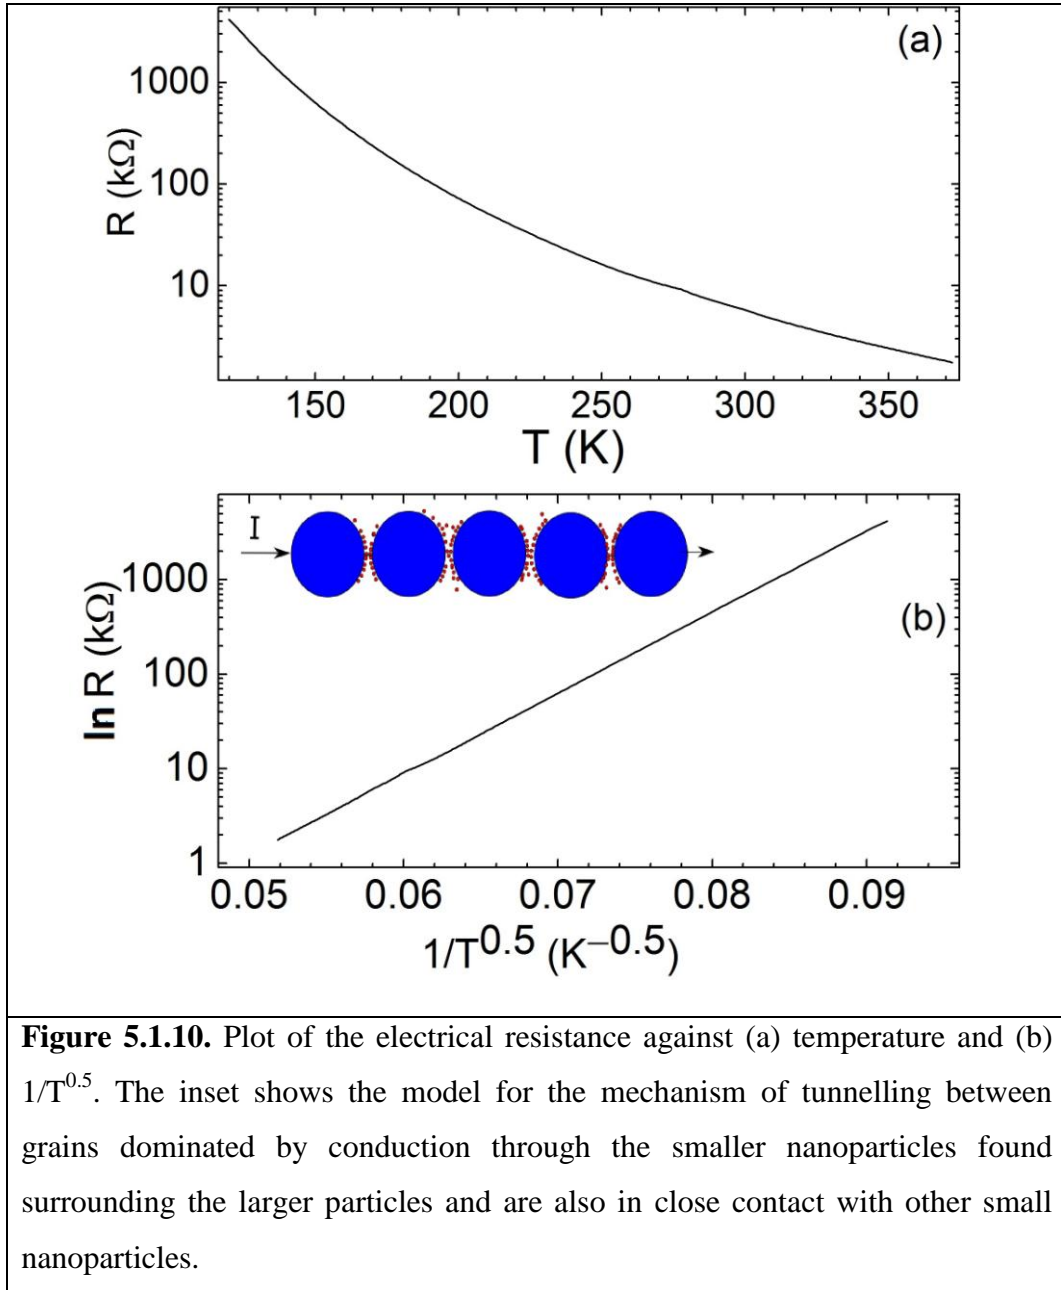 (a)
R (kΩ)
1000
100
10
150 200 250 300 350
T (K)
I
(b)
ln R (kΩ)
1000
100
10
1
0.05 0.06 0.07 0.08 0.09
1/T^0.5 (K^−0.5)
Figure 5.1.10. Plot of the electrical resistance against (a) temperature and (b)
1/T^0.5. The inset shows the model for the mechanism of tunnelling between
grains dominated by conduction through the smaller nanoparticles found
surrounding the larger particles and are also in close contact with other small
nanoparticles.